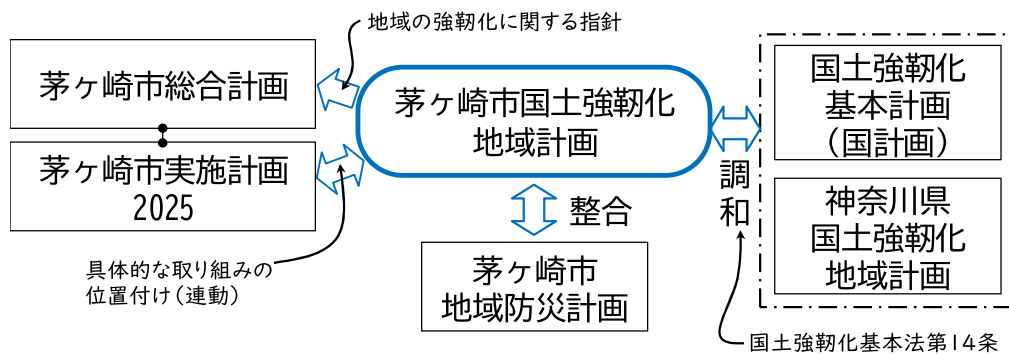 地域の強靭化に関する指針
茅ヶ崎市総合計画
茅ヶ崎市実施計画
2025
具体的な取り組みの
位置付け（連動）
茅ヶ崎市国土強靭化
地域計画
整合
茅ヶ崎市
地域防災計画
調和
国土強靭化
基本計画
（国計画）
神奈川県
国土強靭化
地域計画
国土強靭化基本法第14条